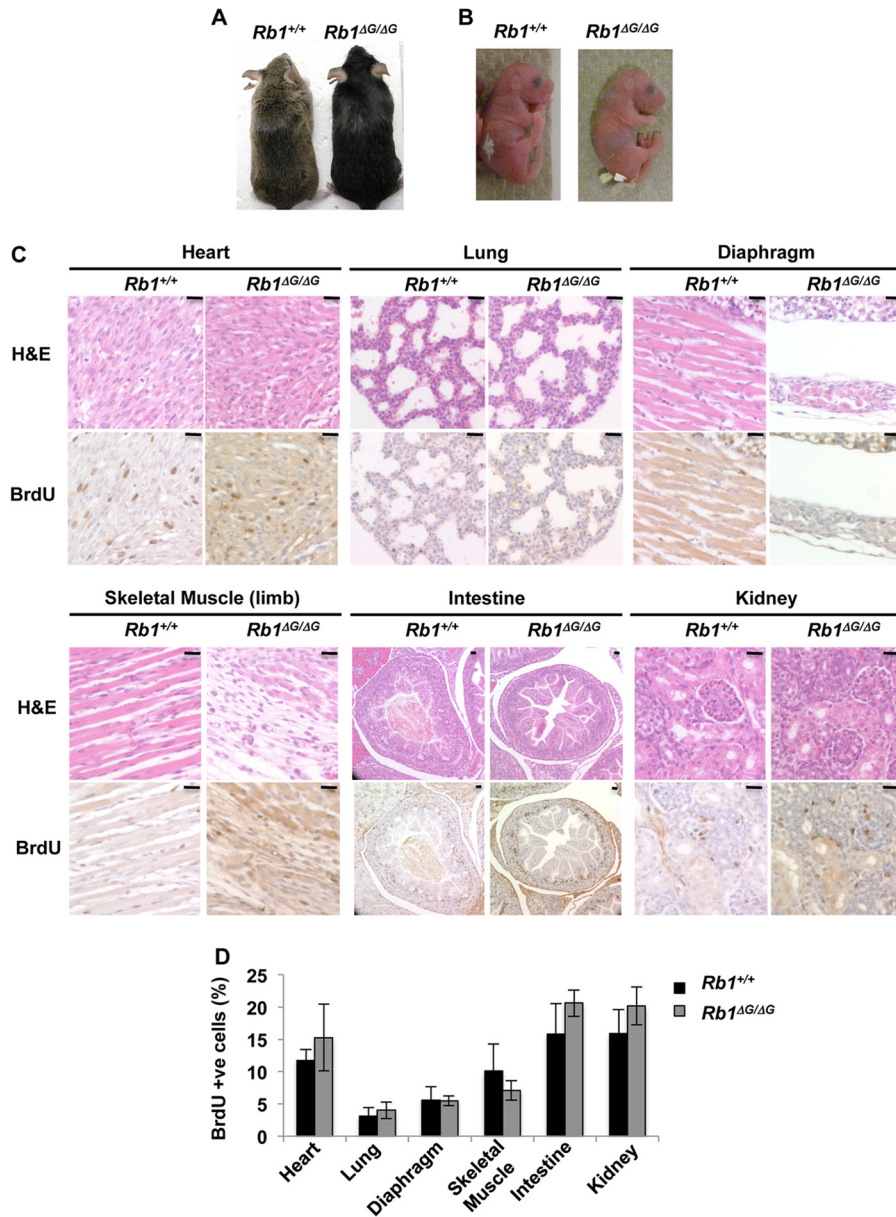 A
Rb1+/+ Rb1ΔG/ΔG
B
Rb1+/+ Rb1ΔG/ΔG
C
Heart Lung Diaphragm
Rb1+/+ Rb1ΔG/ΔG Rb1+/+ Rb1ΔG/ΔG Rb1+/+ Rb1ΔG/ΔG
H&E
BrdU
Skeletal Muscle (limb) Intestine Kidney
Rb1+/+ Rb1ΔG/ΔG Rb1+/+ Rb1ΔG/ΔG Rb1+/+ Rb1ΔG/ΔG
H&E
BrdU
D
BrdU +ve cells (%)
25
20
15
10
5
0
Heart
Lung
Diaphragm
Skeletal
Muscle
Intestine
Kidney
Rb1+/+
Rb1ΔG/ΔG